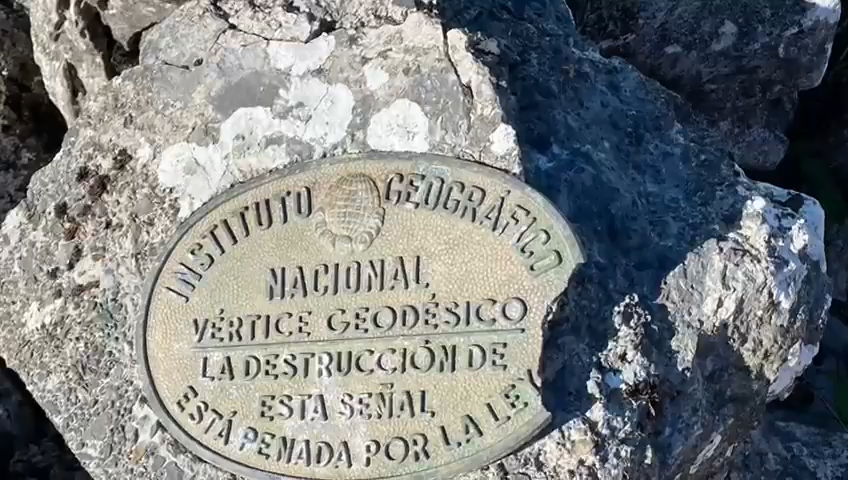 INSTITUTO GEOGRÁFICO
NACIONAL
VÉRTICE GEODÉSICO
LA DESTRUCCIÓN DE
ESTA SEÑAL
ESTÁ PENADA POR LA LEY